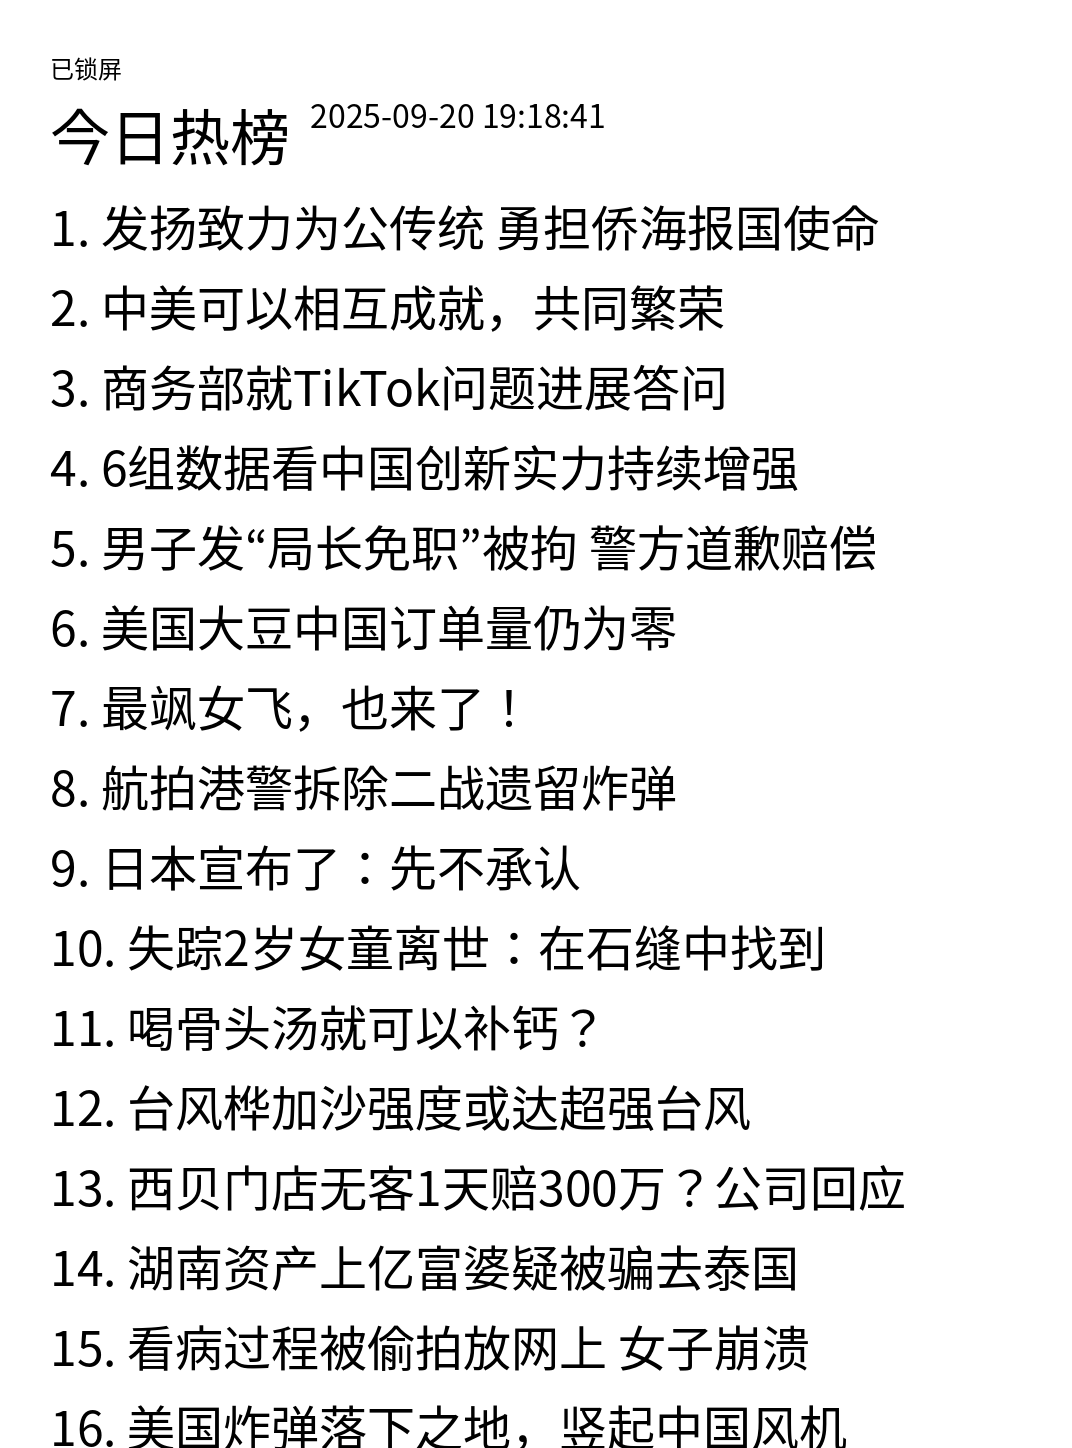 已锁屏
今日热榜 2025-09-20 19:18:41
1. 发扬致力为公传统 勇担侨海报国使命
2. 中美可以相互成就，共同繁荣
3. 商务部就TikTok问题进展答问
4. 6组数据看中国创新实力持续增强
5. 男子发“局长免职”被拘 警方道歉赔偿
6. 美国大豆中国订单量仍为零
7. 最飒女飞，也来了！
8. 航拍港警拆除二战遗留炸弹
9. 日本宣布了：先不承认
10. 失踪2岁女童离世：在石缝中找到
11. 喝骨头汤就可以补钙？
12. 台风桦加沙强度或达超强台风
13. 西贝门店无客1天赔300万？公司回应
14. 湖南资产上亿富婆疑被骗去泰国
15. 看病过程被偷拍放网上 女子崩溃
16. 美国炸弹落下之地，竖起中国风机